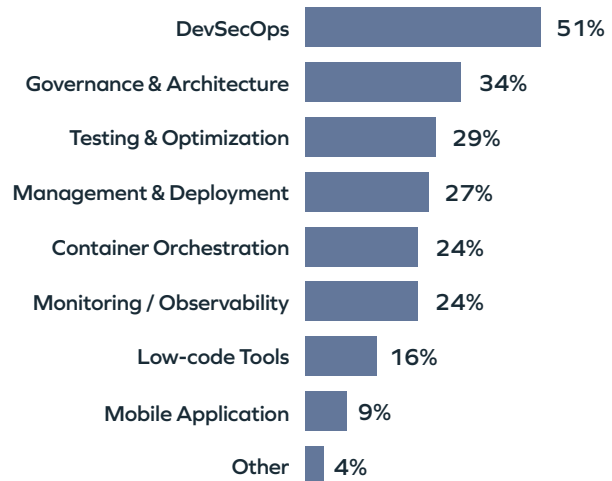 DevSecOps 51%
Governance & Architecture 34%
Testing & Optimization 29%
Management & Deployment 27%
Container Orchestration 24%
Monitoring / Observability 24%
Low-code Tools 16%
Mobile Application 9%
Other 4%